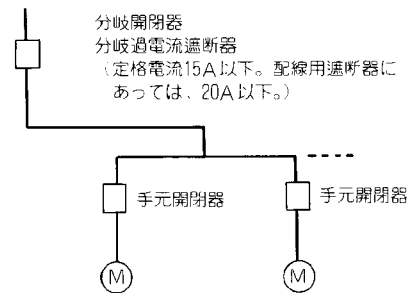 分岐開閉器
分岐過電流遮断器
(定格電流15A以下。配線用遮断器に
あっては、20A以下。)
手元開閉器
手元開閉器
M
M